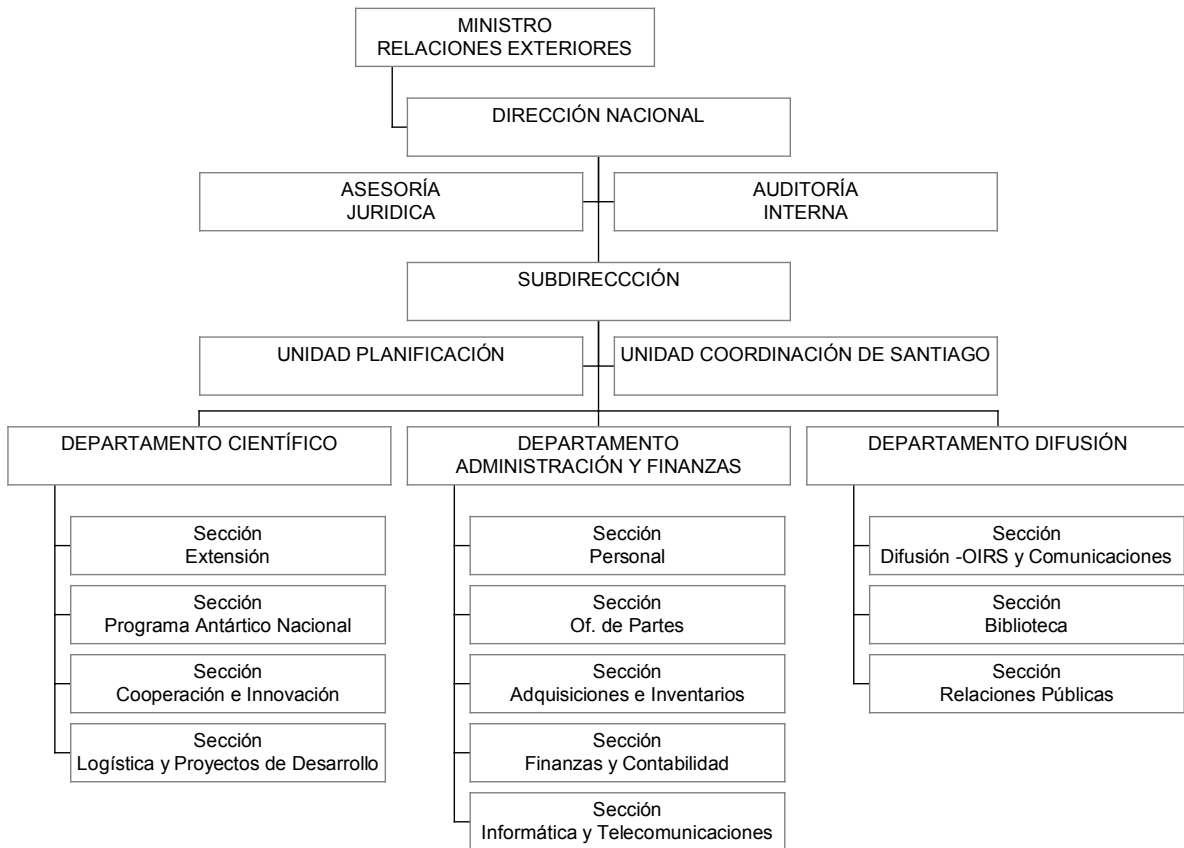 MINISTRO
RELACIONES EXTERIORES
DIRECCIÓN NACIONAL
ASESORÍA
JURIDICA
AUDITORÍA
INTERNA
SUBDIRECCCIÓN
UNIDAD PLANIFICACIÓN
UNIDAD COORDINACIÓN DE SANTIAGO
DEPARTAMENTO CIENTÍFICO
Sección
Extensión
Sección
Programa Antártico Nacional
Sección
Cooperación e Innovación
Sección
Logística y Proyectos de Desarrollo
DEPARTAMENTO
ADMINISTRACIÓN Y FINANZAS
Sección
Personal
Sección
Of. de Partes
Sección
Adquisiciones e Inventarios
Sección
Finanzas y Contabilidad
Sección
Informática y Telecomunicaciones
DEPARTAMENTO DIFUSIÓN
Sección
Difusión -OIRS y Comunicaciones
Sección
Biblioteca
Sección
Relaciones Públicas